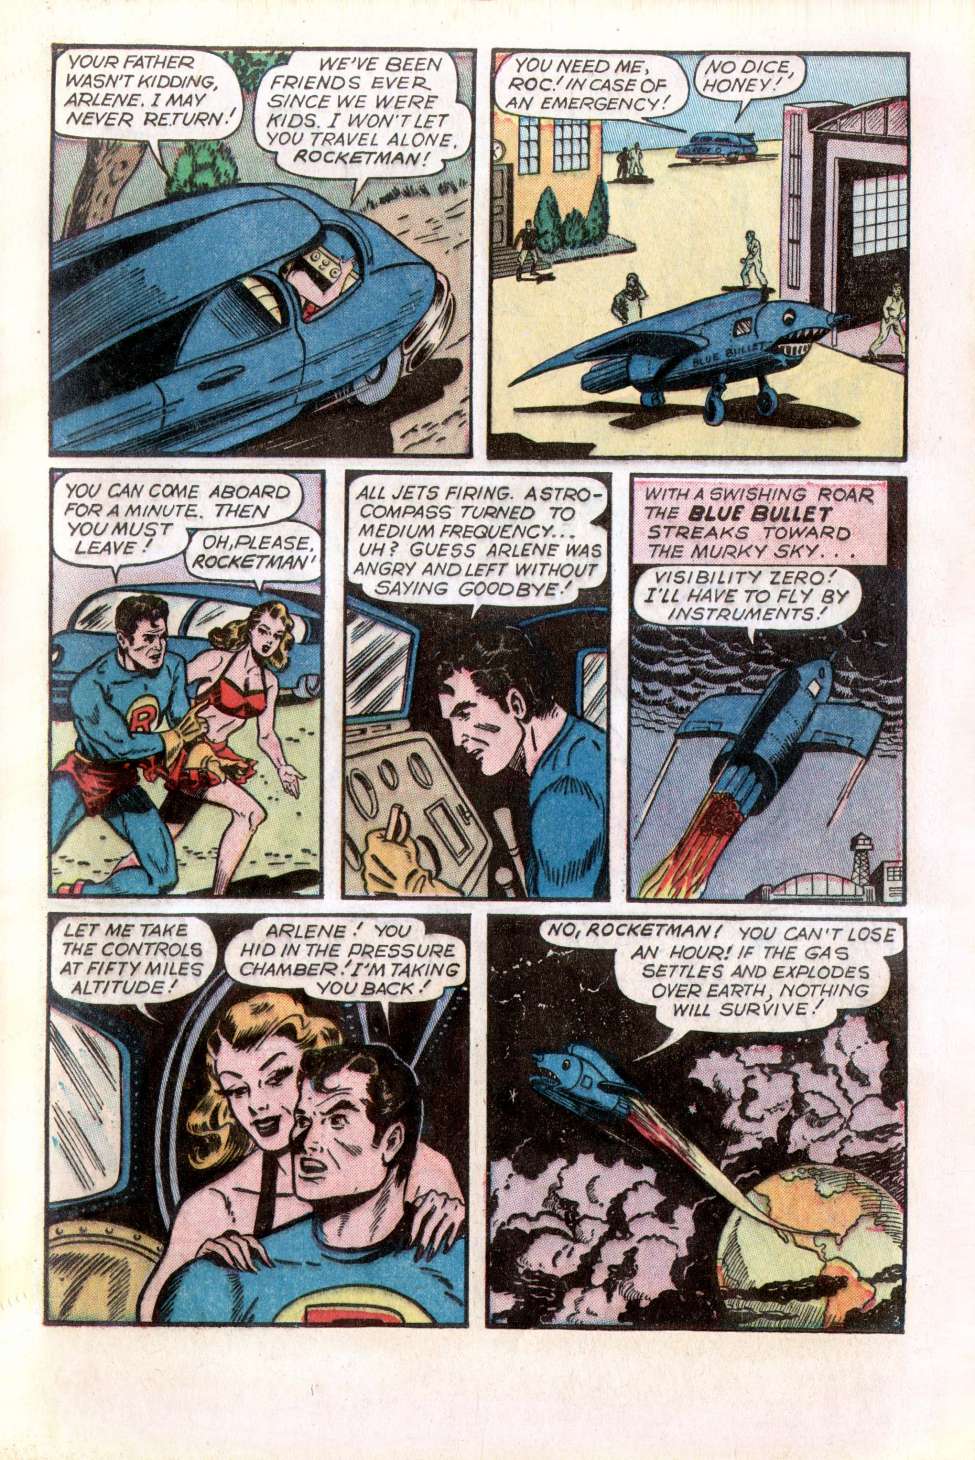 YOUR FATHER
WASN'T KIDDING,
ARLENE. I MAY
NEVER RETURN!
WE'VE BEEN
FRIENDS EVER
SINCE WE WERE
KIDS. I WON'T LET
YOU TRAVEL ALONE,
ROCKETMAN!
YOU NEED ME,
ROC! IN CASE OF
AN EMERGENCY!
NO DICE,
HONEY!
BLUE BULLET
YOU CAN COME ABOARD
FOR A MINUTE. THEN
YOU MUST
LEAVE!
OH, PLEASE,
ROCKETMAN!
R
ALL JETS FIRING. ASTRO-
COMPASS TURNED TO
MEDIUM FREQUENCY...
UH? GUESS ARLENE WAS
ANGRY AND LEFT WITHOUT
SAYING GOODBYE!
WITH A SWISHING ROAR
THE BLUE BULLET
STREAKS TOWARD
THE MURKY SKY...
VISIBILITY ZERO!
I'LL HAVE TO FLY BY
INSTRUMENTS!
LET ME TAKE
THE CONTROLS
AT FIFTY MILES
ALTITUDE!
ARLENE! YOU
HID IN THE PRESSURE
CHAMBER! I'M TAKING
YOU BACK!
NO, ROCKETMAN! YOU CAN'T LOSE
AN HOUR! IF THE GAS
SETTLES AND EXPLODES
OVER EARTH, NOTHING
WILL SURVIVE!
3